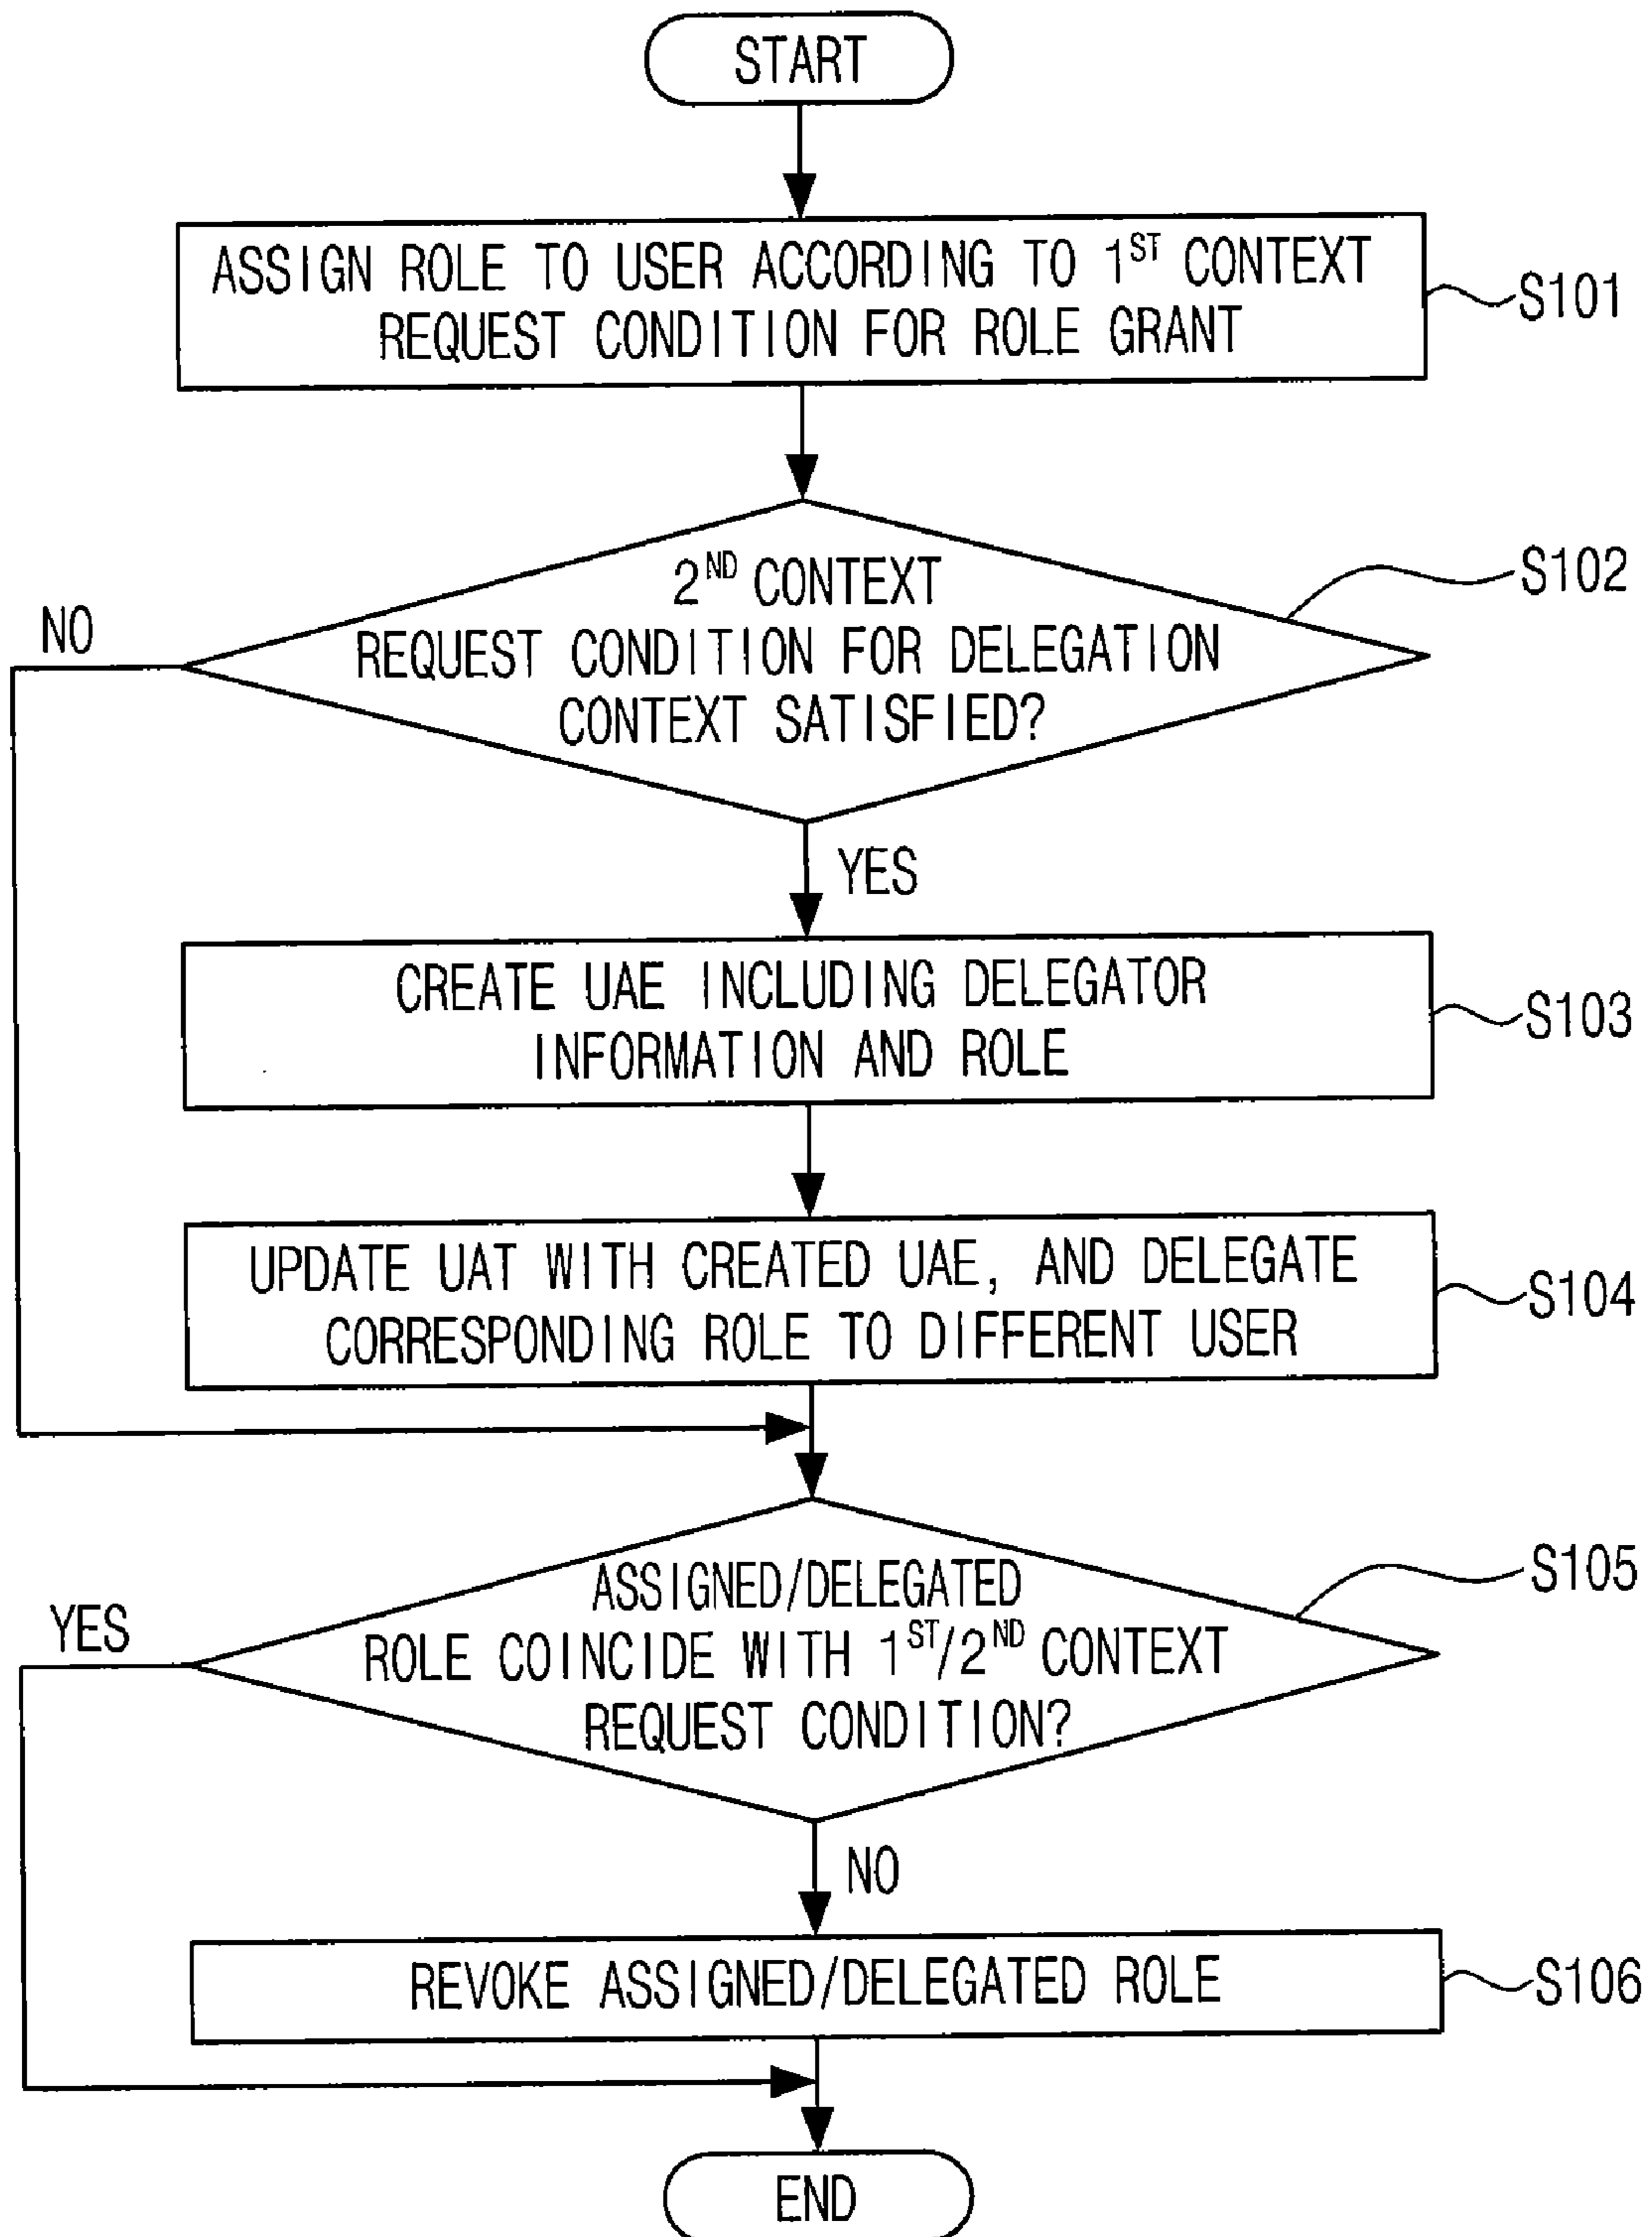 START
ASSIGN ROLE TO USER ACCORDING TO 1ST CONTEXT
REQUEST CONDITION FOR ROLE GRANT
S101
2ND CONTEXT
REQUEST CONDITION FOR DELEGATION
CONTEXT SATISFIED?
S102
NO
YES
CREATE UAE INCLUDING DELEGATOR
INFORMATION AND ROLE
S103
UPDATE UAT WITH CREATED UAE, AND DELEGATE
CORRESPONDING ROLE TO DIFFERENT USER
S104
ASSIGNED/DELEGATED
ROLE COINCIDE WITH 1ST/2ND CONTEXT
REQUEST CONDITION?
S105
YES
NO
REVOKE ASSIGNED/DELEGATED ROLE
S106
END